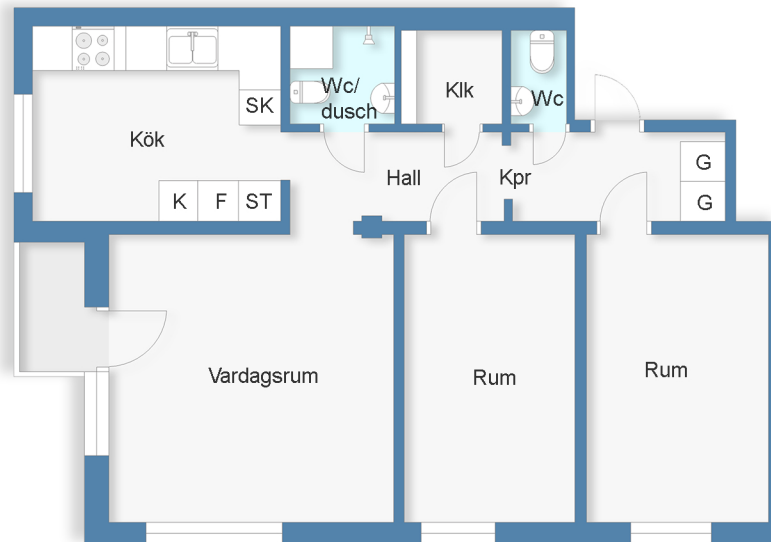 Wc/
dusch
Klk
Wc
SK
Kök
G
Hall
Kpr
K
F
ST
G
Vardagsrum
Rum
Rum